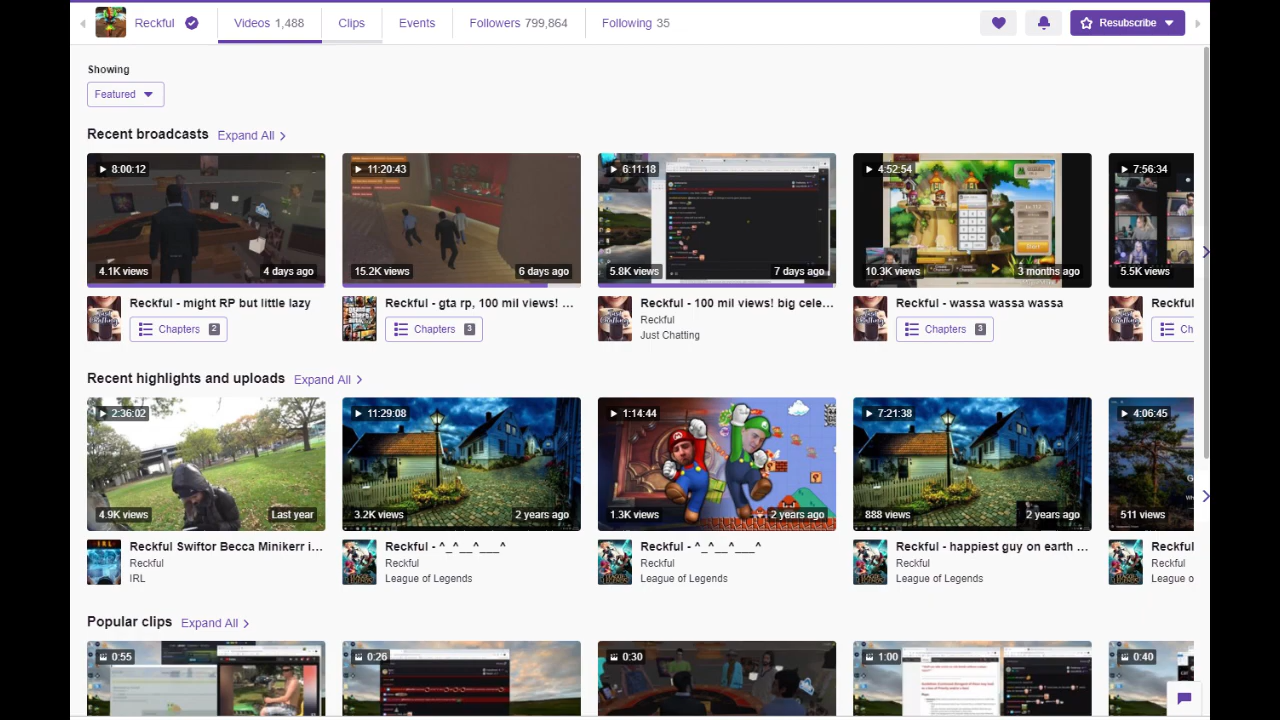 Reckful
Videos 1,488
Clips
Events
Followers 799,864
Following 35
Resubscribe
Showing
Featured
Recent broadcasts Expand All
8:00:12
4.1K views
4 days ago
Reckful - might RP but little lazy
Chapters 2
11:20:43
15.2K views
6 days ago
Reckful - gta rp, 100 mil views! ...
Chapters 3
6:11:18
5.8K views
7 days ago
Reckful - 100 mil views! big cele...
Reckful
Just Chatting
4:52:54
10.3K views
3 months ago
Reckful - wassa wassa wassa
Chapters 3
7:56:34
5.5K views
Reckful
Ch
Recent highlights and uploads Expand All
2:36:02
4.9K views
Last year
Reckful Swiftor Becca Minikerr i...
Reckful
IRL
11:29:08
3.2K views
2 years ago
Reckful - ^_^__^___^
Reckful
League of Legends
1:14:44
1.3K views
2 years ago
Reckful - ^_^__^___^
Reckful
League of Legends
7:21:38
888 views
2 years ago
Reckful - happiest guy on earth ...
Reckful
League of Legends
4:06:45
511 views
Reckful
Reckful
League o
Popular clips Expand All
0:55
0:26
0:30
1:00
0:40